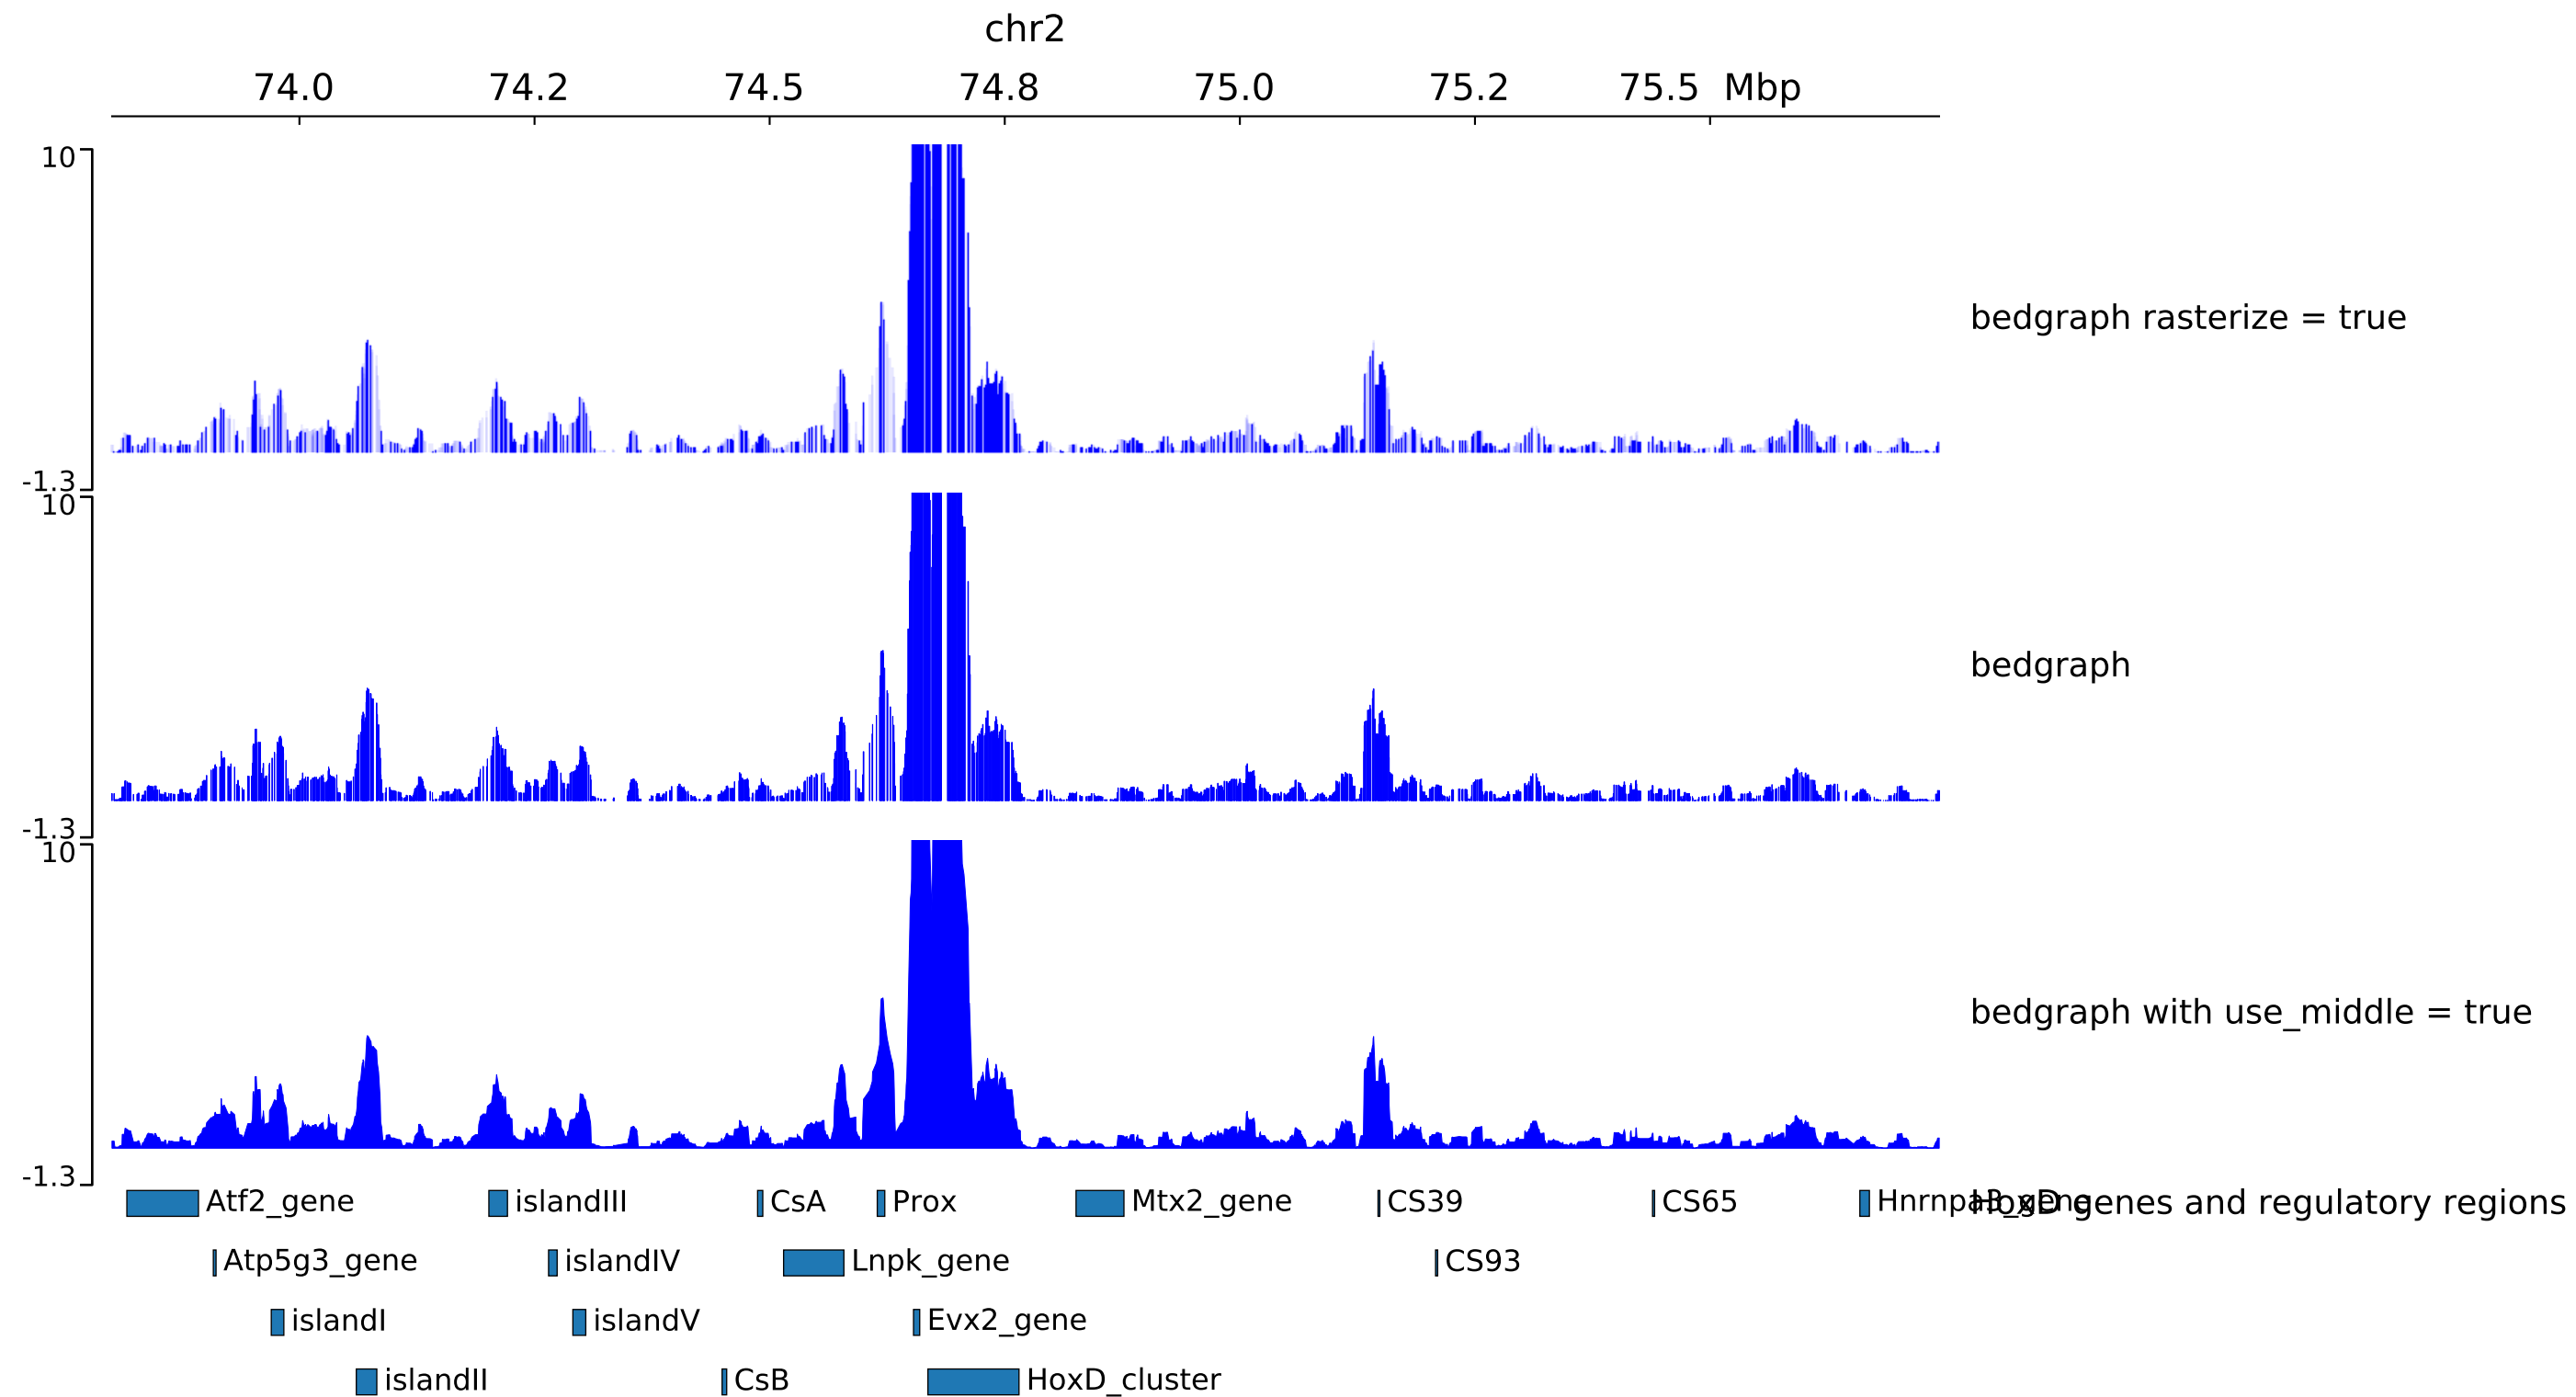 chr2
74.0 74.2 74.5 74.8 75.0 75.2 75.5 Mbp
10
bedgraph rasterize = true
-1.3
10
bedgraph
-1.3
10
bedgraph with use_middle = true
-1.3
Atf2_gene islandIII CsA Prox Mtx2_gene CS39 CS65 Hnrnpa3_gene HoxD genes and regulatory regions
Atp5g3_gene islandIV Lnpk_gene CS93
islandI islandV Evx2_gene
islandII CsB HoxD_cluster